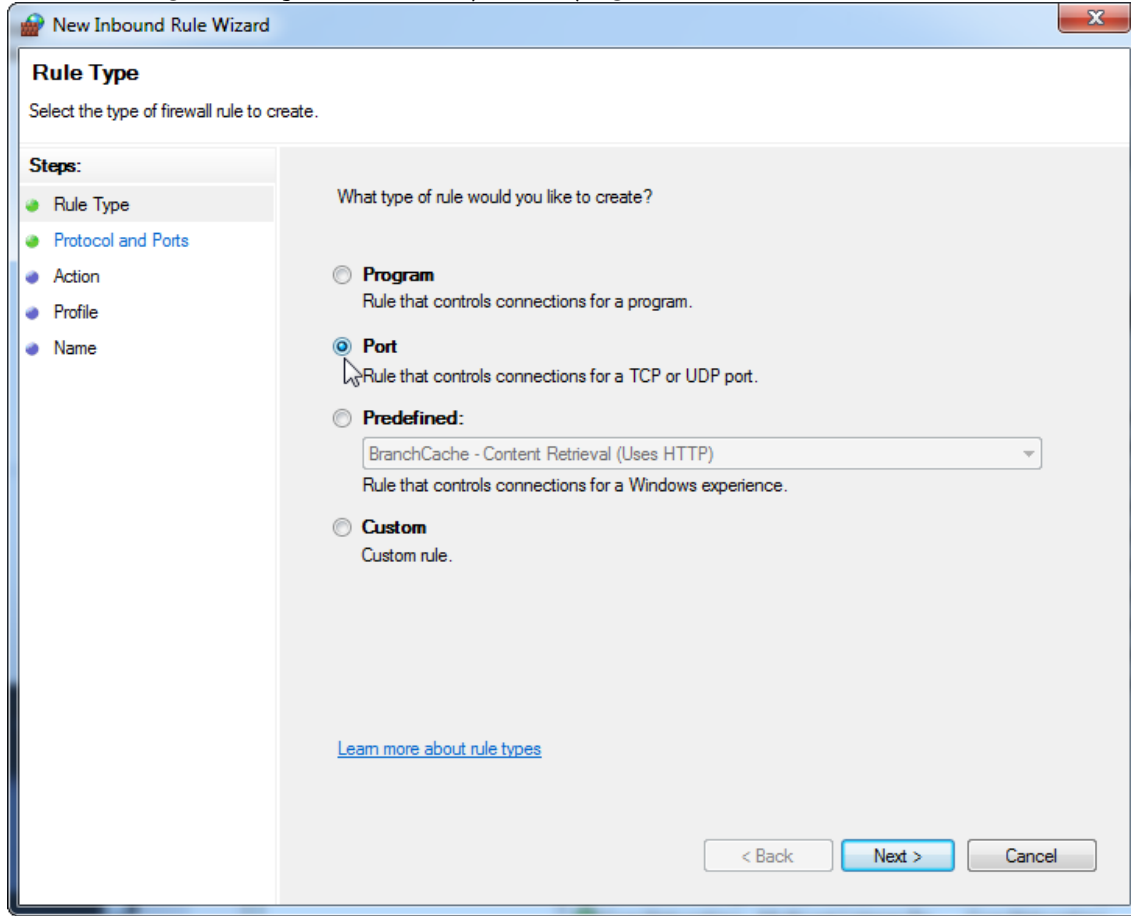 New Inbound Rule Wizard
X
Rule Type
Select the type of firewall rule to create.
Steps:
Rule Type
Protocol and Ports
Action
Profile
Name
What type of rule would you like to create?
Program
Rule that controls connections for a program.
Port
Rule that controls connections for a TCP or UDP port.
Predefined:
BranchCache - Content Retrieval (Uses HTTP)
Rule that controls connections for a Windows experience.
Custom
Custom rule.
Learn more about rule types
< Back
Next >
Cancel